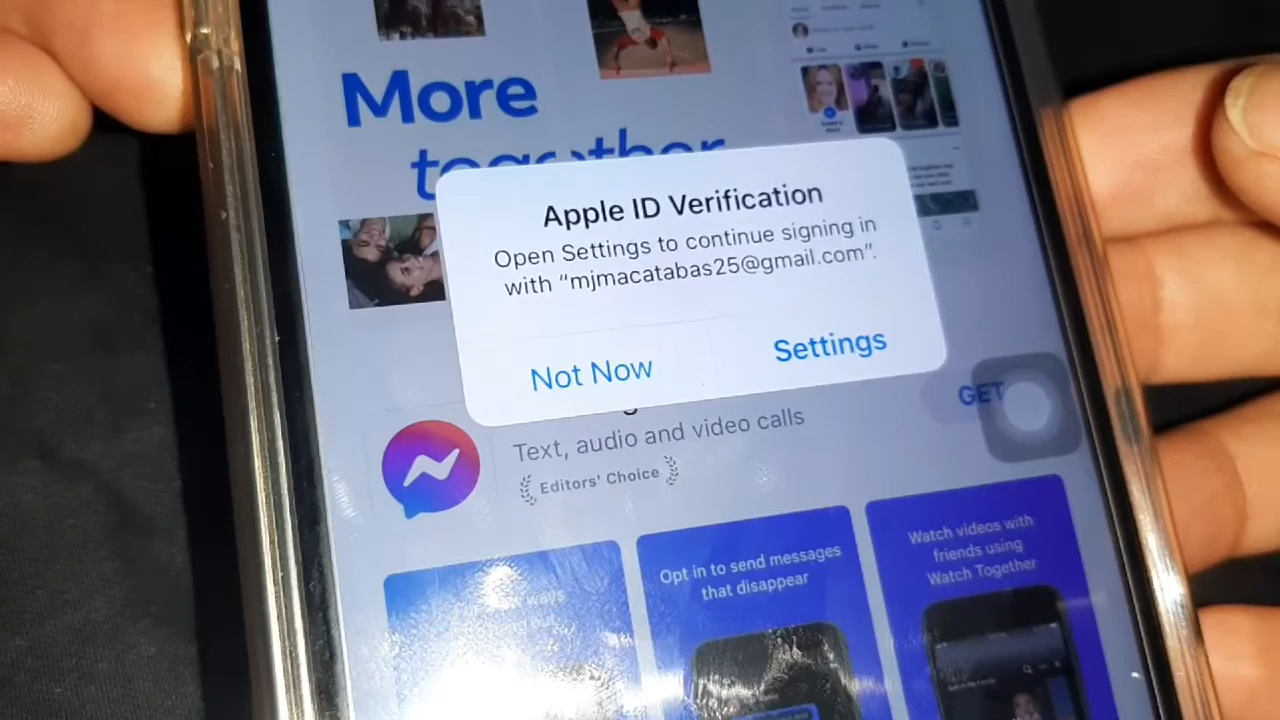 More
together
Apple ID Verification
Open Settings to continue signing in
with “mjmacatabas25@gmail.com”.
Not Now
Settings
GET
Text, audio and video calls
Editors' Choice
Opt in to send messages
that disappear
Watch videos with
friends using
Watch Together